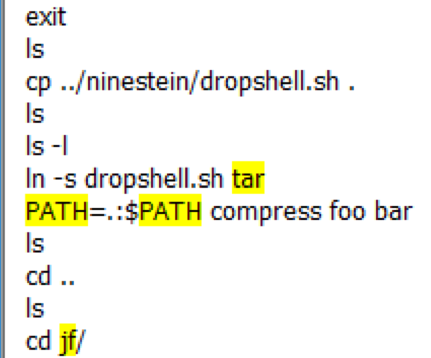 exit
ls
cp ../ninestein/dropshell.sh .
ls
ls -l
ln -s dropshell.sh tar
PATH=.:$PATH compress foo bar
ls
cd ..
ls
cd jf/